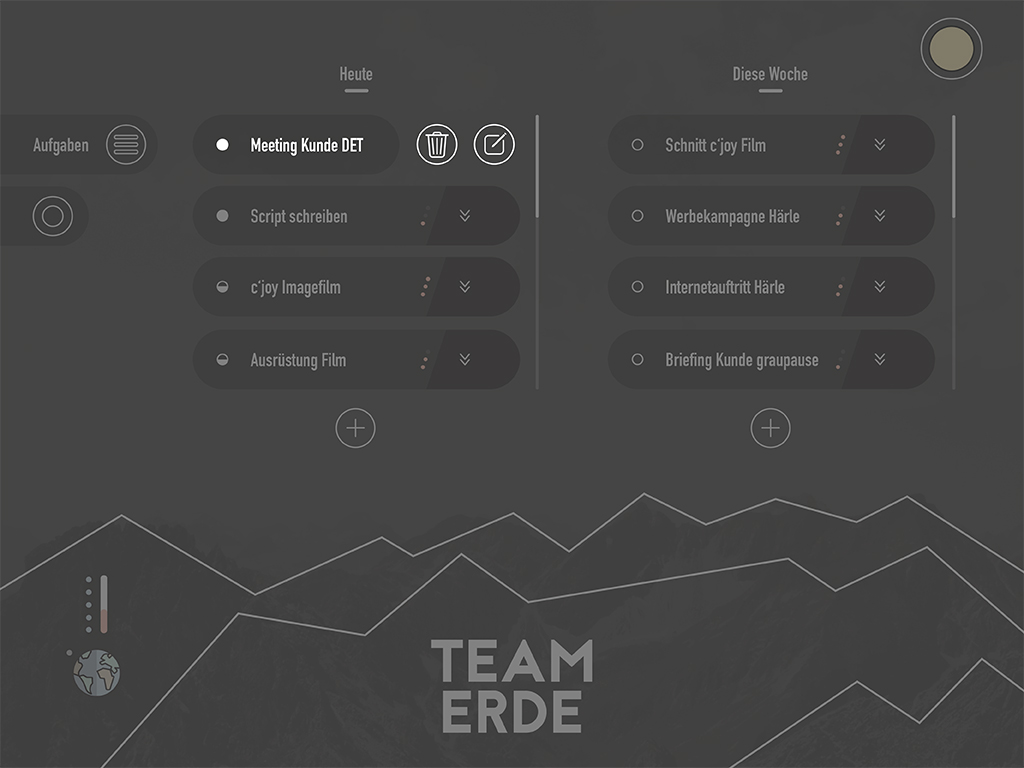 Heute
Diese Woche
Aufgaben
Meeting Kunde DET
Schnitt c'joy Film
Script schreiben
Werbekampagne Härle
c'joy Imagefilm
Internetauftritt Härle
Ausrüstung Film
Briefing Kunde graupause
TEAM
ERDE